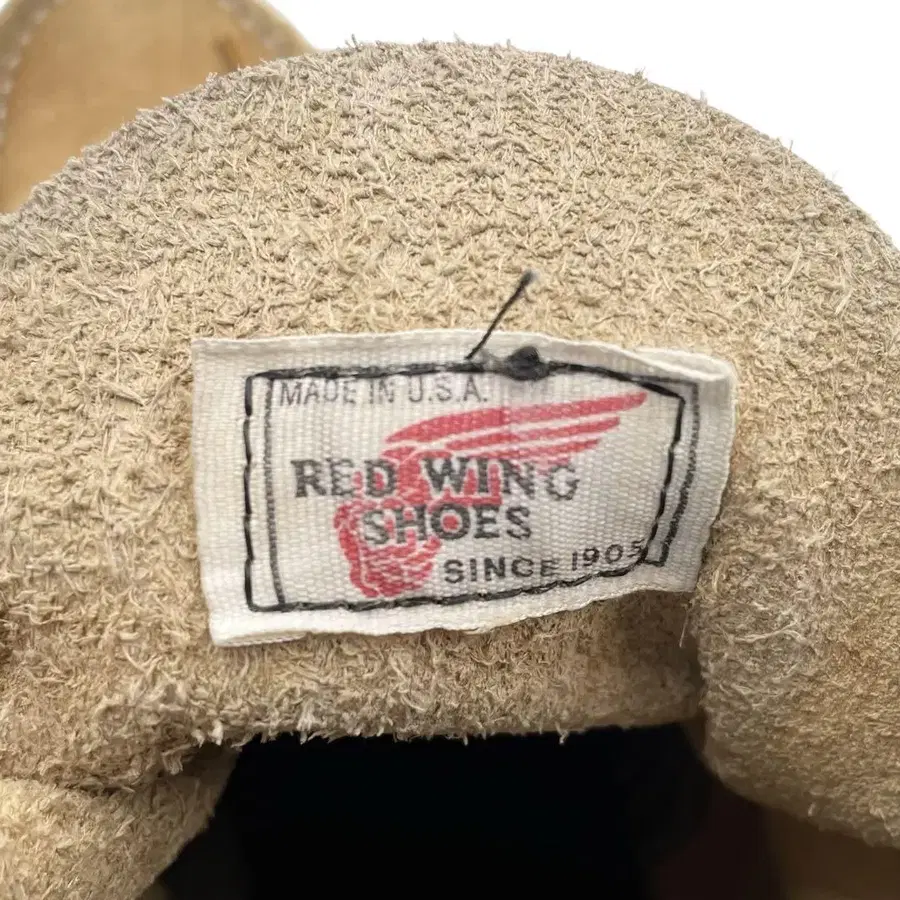 MADE IN U.S.A.
RED WING
SHOES
SINCE 1905